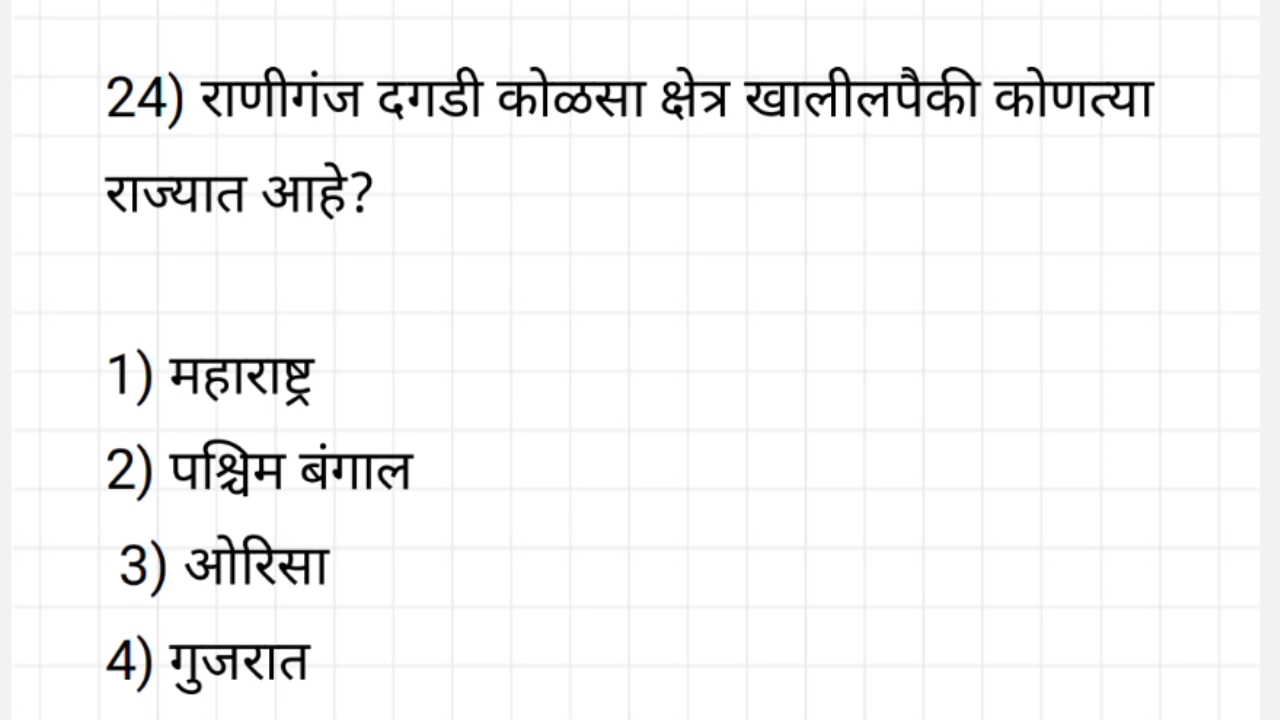 24) राणीगंज दगडी कोळसा क्षेत्र खालीलपैकी कोणत्या
राज्यात आहे?
1) महाराष्ट्र
2) पश्चिम बंगाल
3) ओरिसा
4) गुजरात